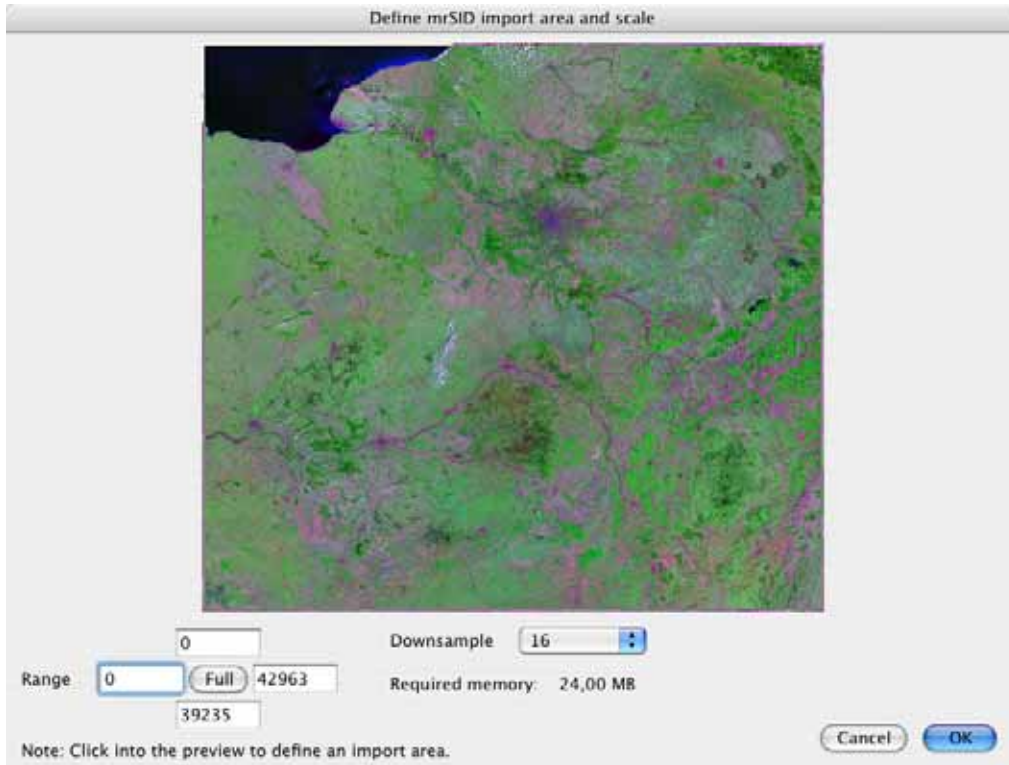 Define mrSID import area and scale
0
Downsample 16
Range 0 Full 42963
Required memory: 24,00 MB
39235
Cancel OK
Note: Click into the preview to define an import area.